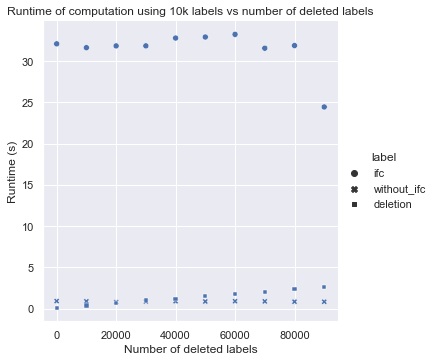 Runtime of computation using 10k labels vs number of deleted labels
Runtime (s)
30
25
20
15
10
5
0
0 20000 40000 60000 80000
Number of deleted labels
label
ifc
without_ifc
deletion